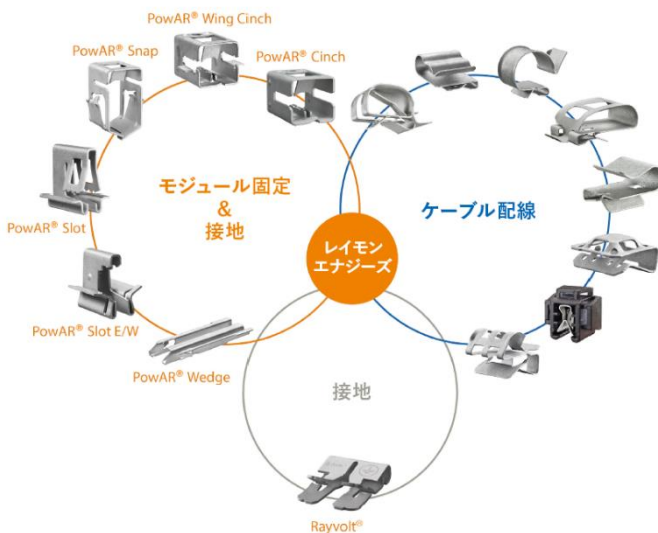 PowAR® Wing Cinch
PowAR® Snap
PowAR® Cinch
モジュール固定
&
接地
ケーブル配線
PowAR® Slot
レイモン
エナジーズ
PowAR® Slot E/W
PowAR® Wedge
接地
Rayvolt®